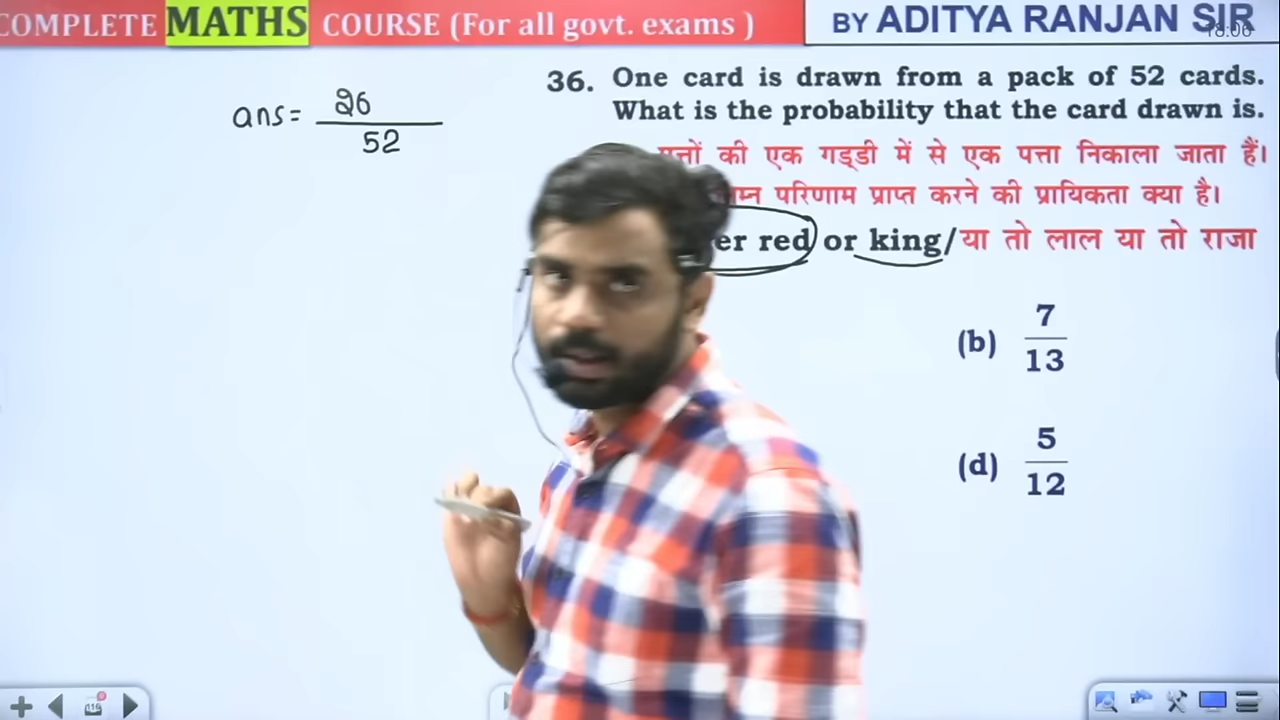 COMPLETE MATHS COURSE (For all govt. exams )
BY ADITYA RANJAN SIR
18:06
36. One card is drawn from a pack of 52 cards.
What is the probability that the card drawn is.
की एक गड्डी में से एक पत्ता निकाला जाता हैं।
परिणाम प्राप्त करने की प्रायिकता क्या है।
red or king/या तो लाल या तो राजा
ans= 26
52
(b) 7
13
(d) 5
12